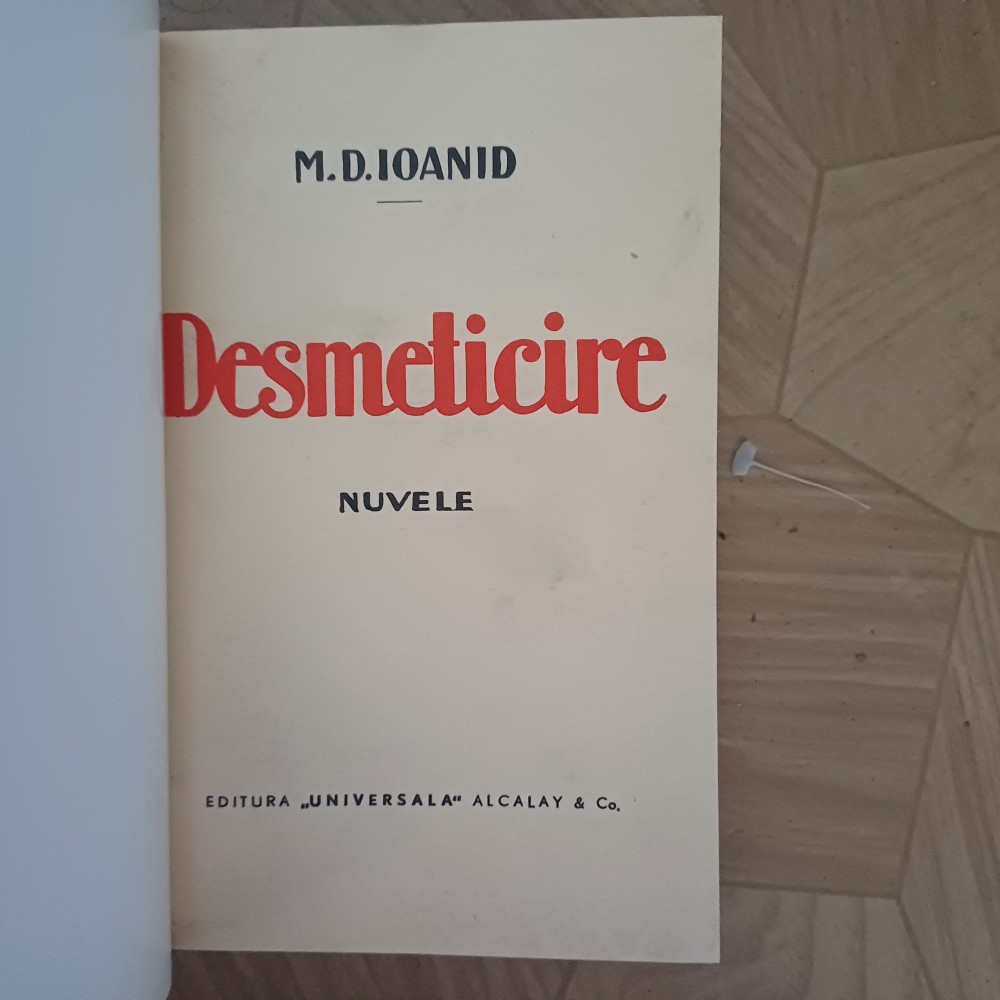 M.D. IOANID
Desmeticire
NUVELE
EDITURA „UNIVERSALA“ ALCALAY & Co.